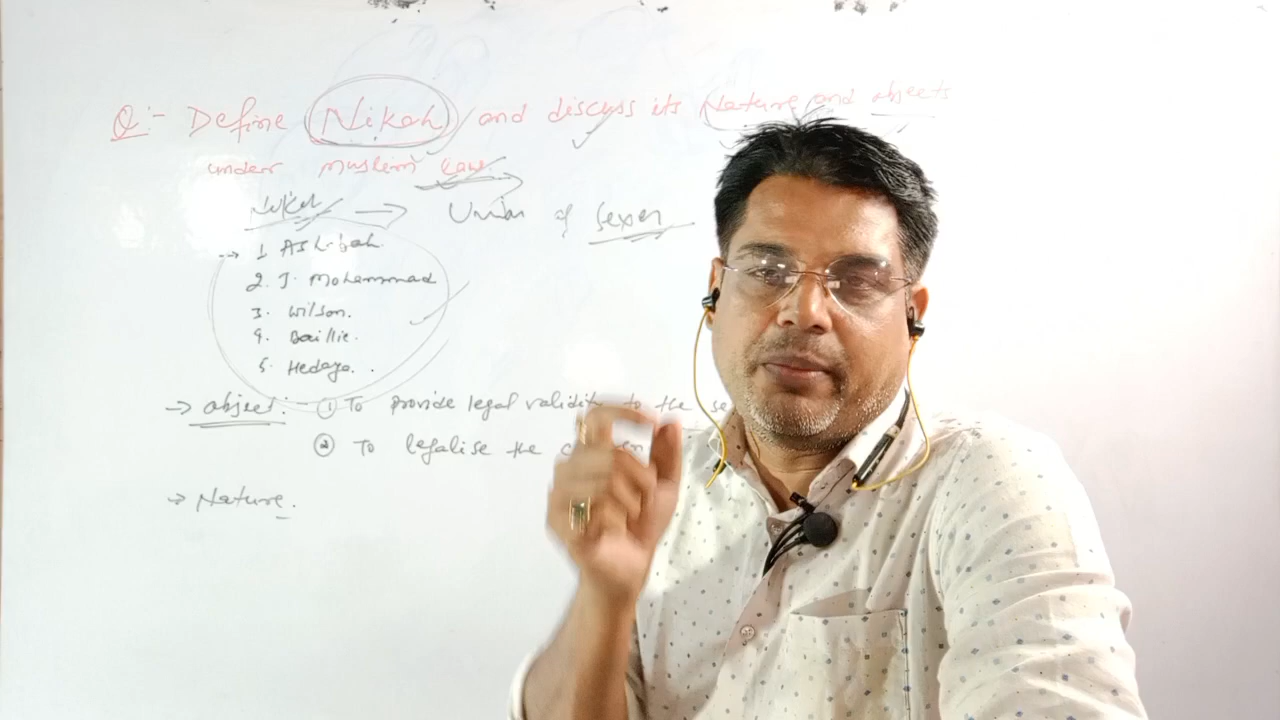 Q:- Define Nikah and discuss its Nature and objects
under muslim Law.
Nikah → Union of Sexes
1 Ashabah
2. J. Mohammad
3. Wilson.
4. Baillie.
5. Hedaya.
→ object:- ① To provide legal validity to the se
② To legalise the
→ Nature.